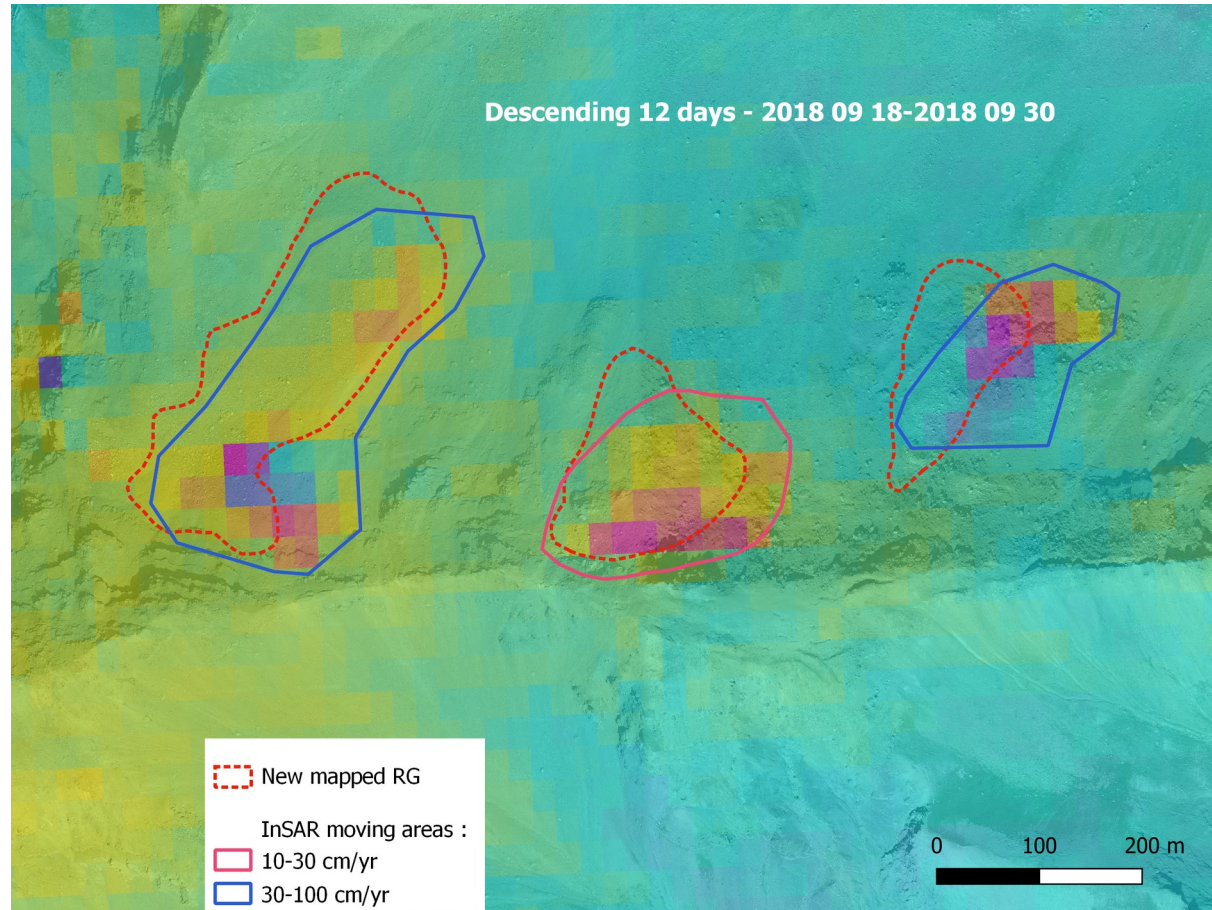 Descending 12 days - 2018 09 18-2018 09 30
New mapped RG
InSAR moving areas :
10-30 cm/yr
30-100 cm/yr
0 100 200 m